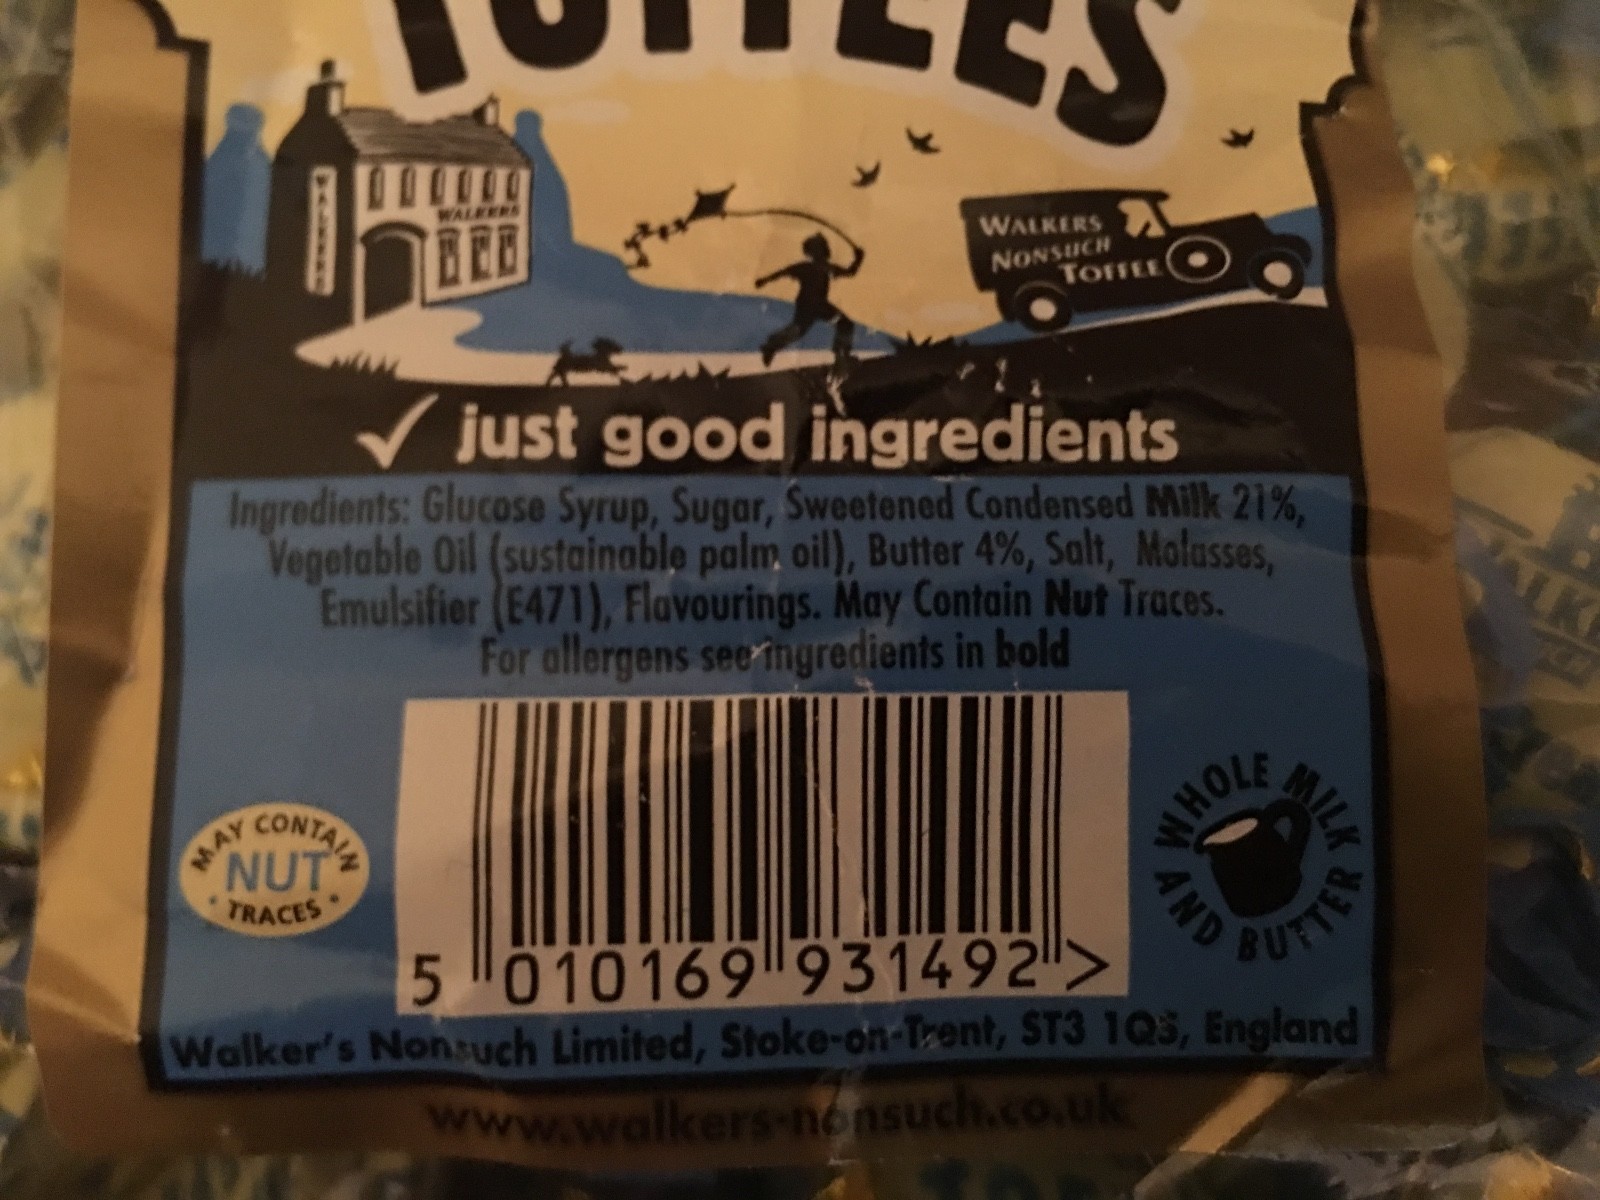 TOFFEES
WALKERS
WALKERS
WALKERS
NONSUCH
TOFFEE
just good ingredients
Ingredients: Glucose Syrup, Sugar, Sweetened Condensed Milk 21%,
Vegetable Oil (sustainable palm oil), Butter 4%, Salt, Molasses,
Emulsifier (E471), Flavourings. May Contain Nut Traces.
For allergens see ingredients in bold
MAY CONTAIN
NUT
TRACES
WHOLE MILK
AND BUTTER
5 010169 931492 >
Walker's Nonsuch Limited, Stoke-on-Trent, ST3 1QS, England
www.walkers-nonsuch.co.uk